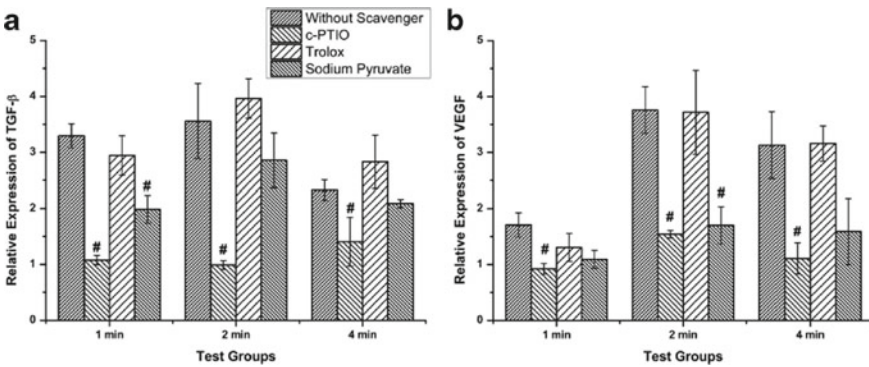 a
Without Scavenger
c-PTIO
Trolox
Sodium Pyruvate
Relative Expression of TGF-β
5
4
3
2
1
0
#
#
#
#
1 min
2 min
4 min
Test Groups
b
Relative Expression of VEGF
5
4
3
2
1
0
#
#
#
#
1 min
2 min
4 min
Test Groups